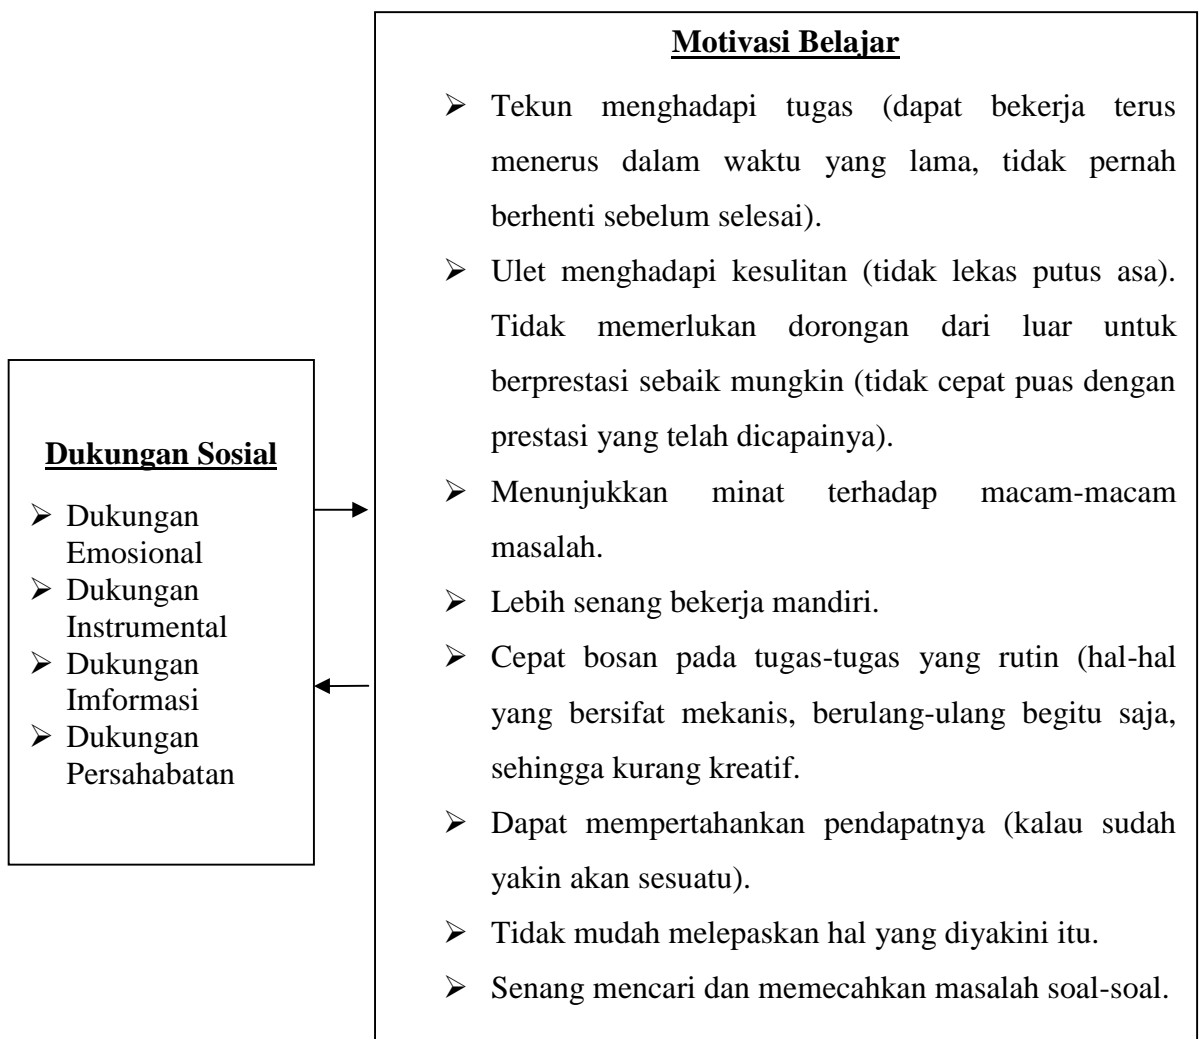 Motivasi Belajar
➢ Tekun menghadapi tugas (dapat bekerja terus
menerus dalam waktu yang lama, tidak pernah
berhenti sebelum selesai).
➢ Ulet menghadapi kesulitan (tidak lekas putus asa).
Tidak memerlukan dorongan dari luar untuk
berprestasi sebaik mungkin (tidak cepat puas dengan
prestasi yang telah dicapainya).
➢ Menunjukkan minat terhadap macam-macam
masalah.
➢ Lebih senang bekerja mandiri.
➢ Cepat bosan pada tugas-tugas yang rutin (hal-hal
yang bersifat mekanis, berulang-ulang begitu saja,
sehingga kurang kreatif.
➢ Dapat mempertahankan pendapatnya (kalau sudah
yakin akan sesuatu).
➢ Tidak mudah melepaskan hal yang diyakini itu.
➢ Senang mencari dan memecahkan masalah soal-soal.
Dukungan Sosial
➢ Dukungan
Emosional
➢ Dukungan
Instrumental
➢ Dukungan
Imformasi
➢ Dukungan
Persahabatan